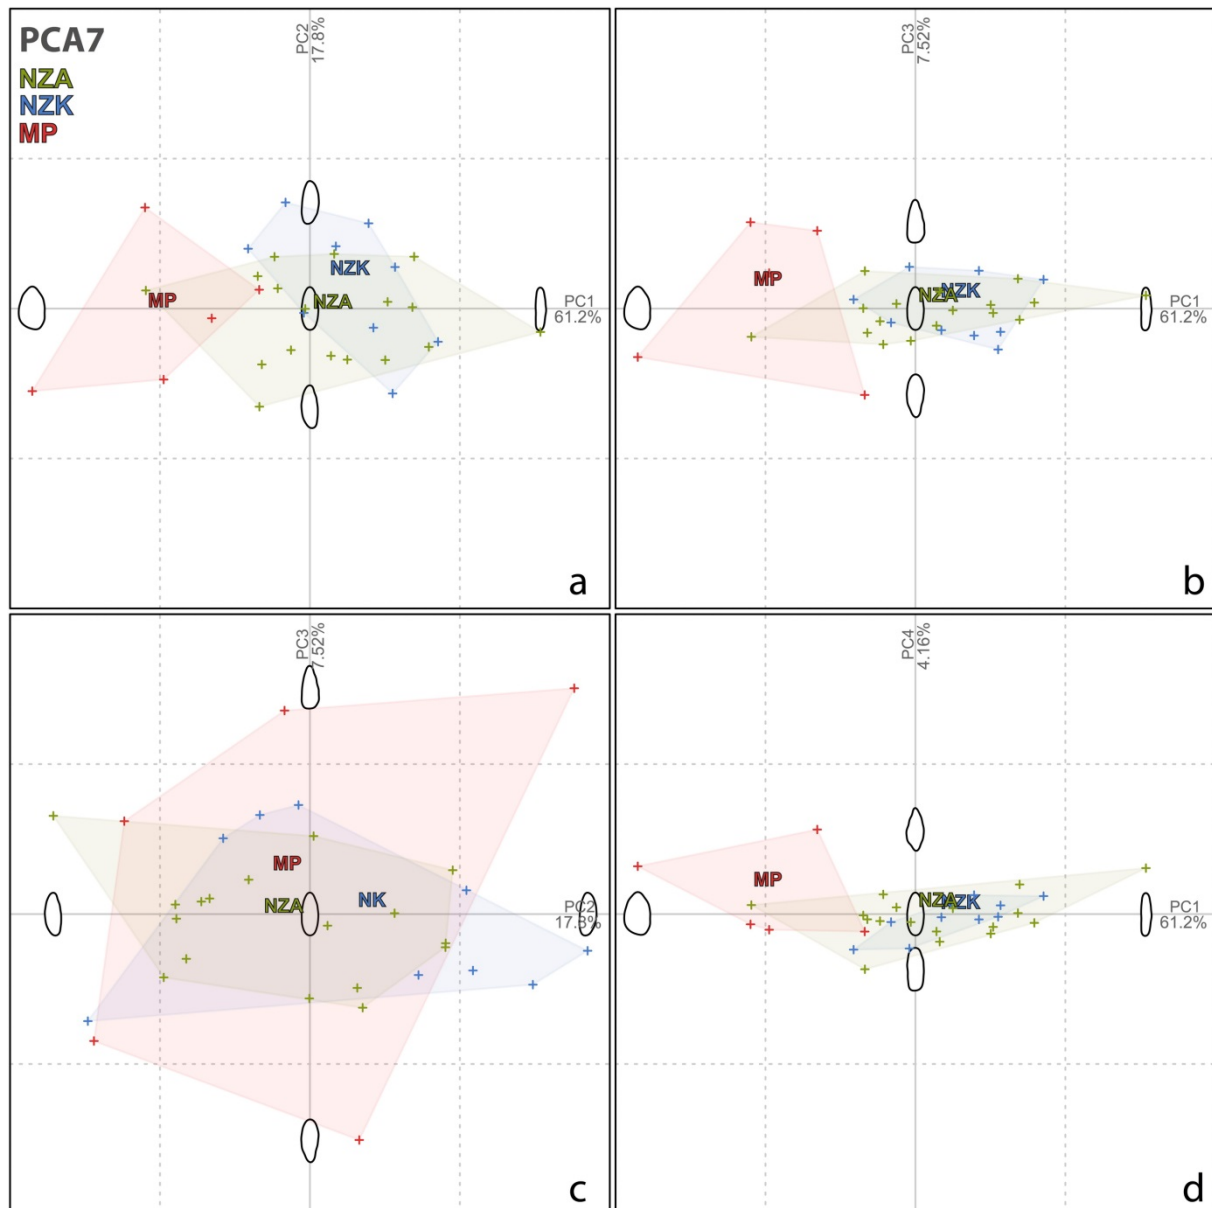 PCA7
NZA
NZK
MP
PC2
17.8%
NZK
MP
NZA
PC1
61.2%
a
PC3
7.52%
MP
NZA
NZK
PC1
61.2%
b
PC3
7.52%
MP
NZA
NK
PC2
17.8%
c
PC4
4.16%
MP
NZA
NZK
PC1
61.2%
d